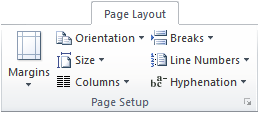 Page Layout
Margins
Orientation
Size
Columns
Breaks
Line Numbers
Hyphenation
Page Setup